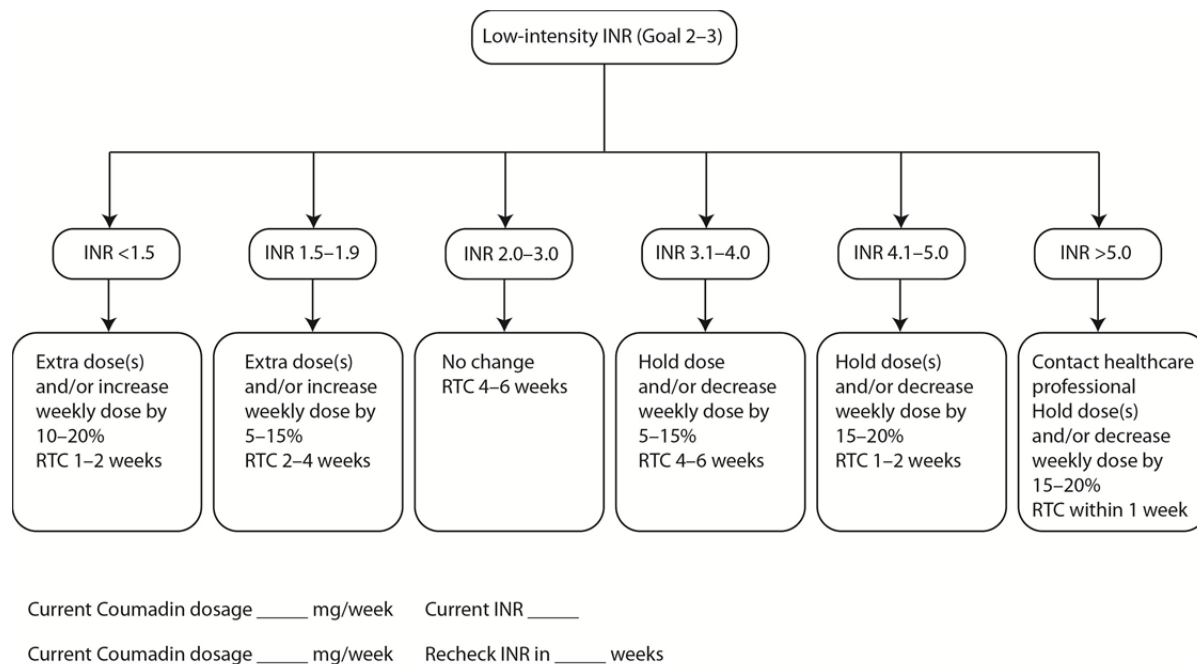 Low-intensity INR (Goal 2–3)
INR <1.5
INR 1.5–1.9
INR 2.0–3.0
INR 3.1–4.0
INR 4.1–5.0
INR >5.0
Extra dose(s)
and/or increase
weekly dose by
10–20%
RTC 1–2 weeks
Extra dose(s)
and/or increase
weekly dose by
5–15%
RTC 2–4 weeks
No change
RTC 4–6 weeks
Hold dose
and/or decrease
weekly dose by
5–15%
RTC 4–6 weeks
Hold dose(s)
and/or decrease
weekly dose by
15–20%
RTC 1–2 weeks
Contact healthcare
professional
Hold dose(s)
and/or decrease
weekly dose by
15–20%
RTC within 1 week
Current Coumadin dosage _____ mg/week Current INR _____
Current Coumadin dosage _____ mg/week Recheck INR in _____ weeks